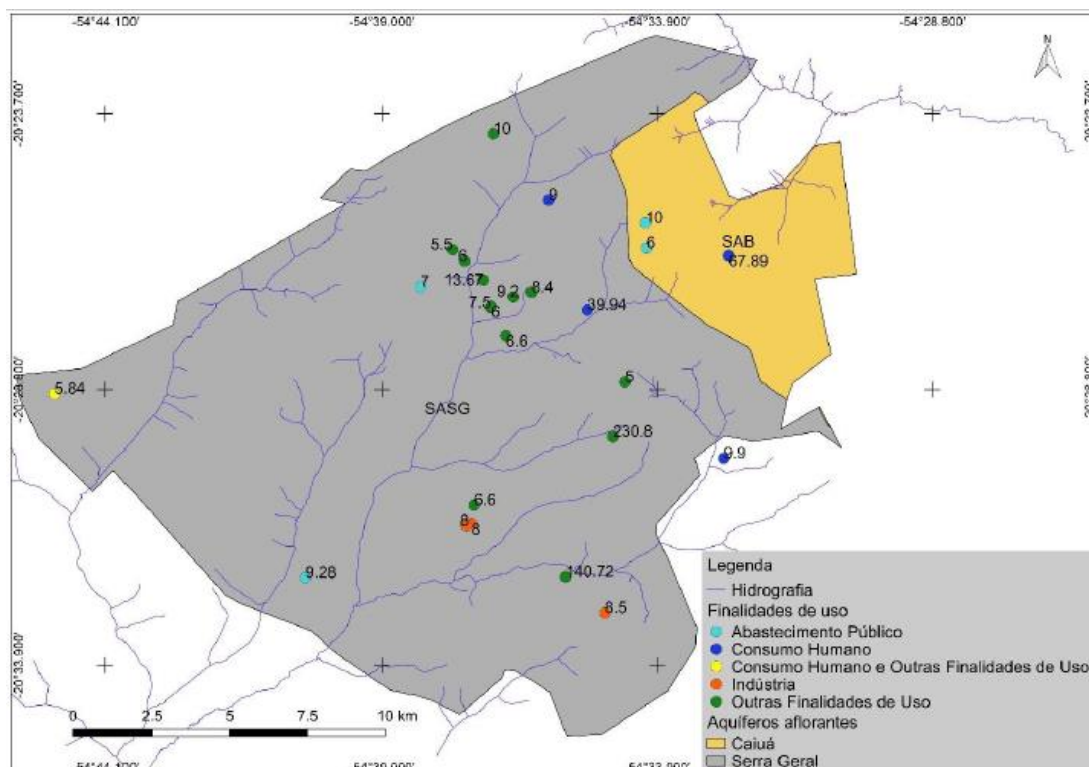 -54°44.100' -54°39.000' -54°33.900' -54°28.800'
N
-20°23.700'
10
9
10
6
SAB
67.89
5.5
6
13.67
7
9.2
8.4
7.5
6
39.94
6.6
5
5.84
SASG
230.8
9.9
6.6
8
8
9.28
140.72
8.5
-20°33.900'
Legenda
Hidrografia
Finalidades de uso
Abastecimento Público
Consumo Humano
Consumo Humano e Outras Finalidades de Uso
Indústria
Outras Finalidades de Uso
Aquíferos aflorantes
Caiuá
Serra Geral
0 2.5 5 7.5 10 km